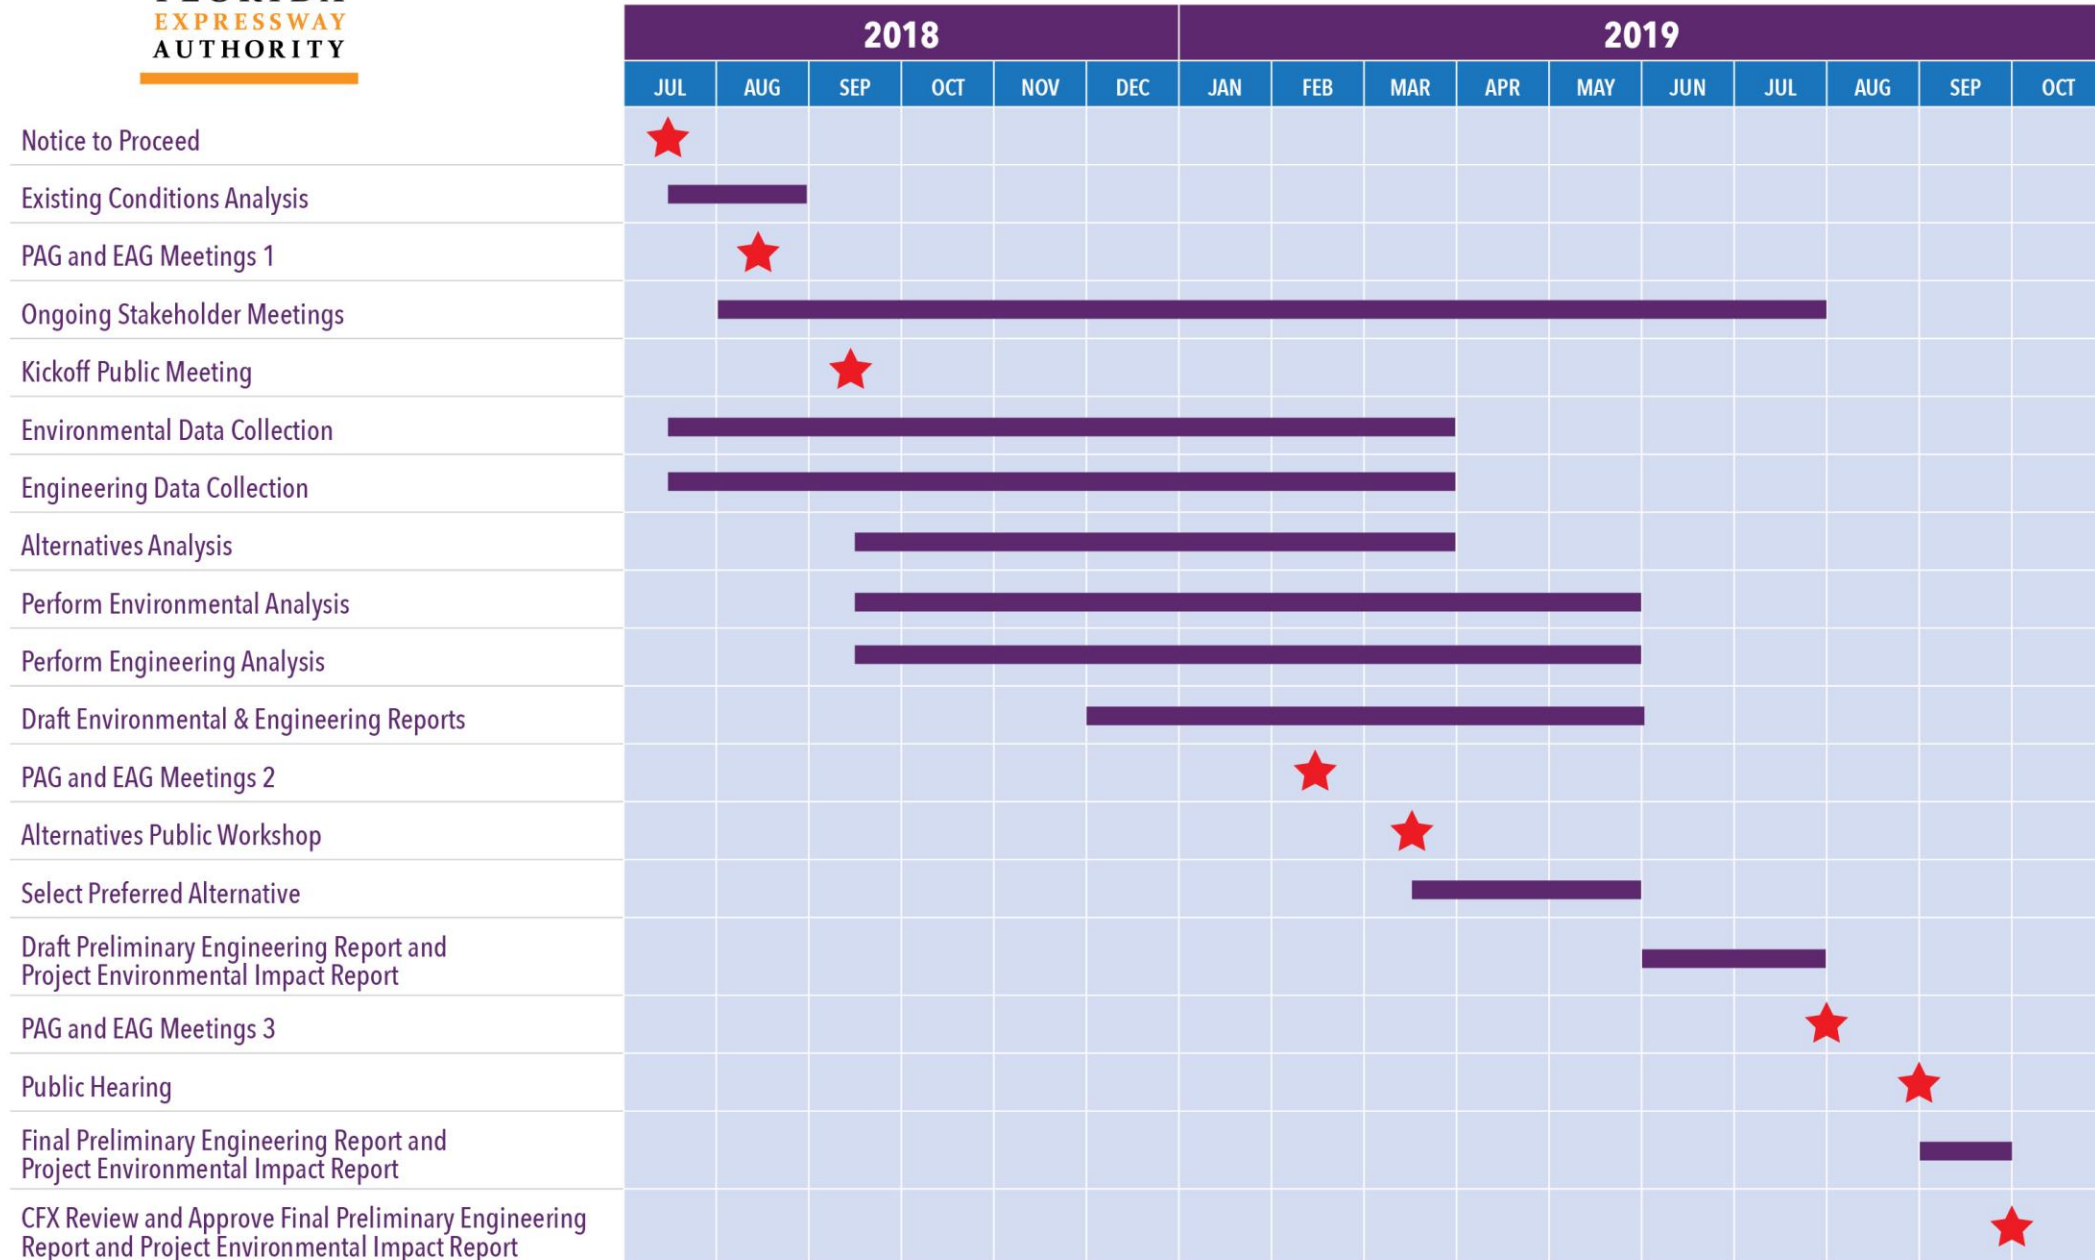 EXPRESSWAY
AUTHORITY
2018 2019
JUL AUG SEP OCT NOV DEC JAN FEB MAR APR MAY JUN JUL AUG SEP OCT
Notice to Proceed
Existing Conditions Analysis
PAG and EAG Meetings 1
Ongoing Stakeholder Meetings
Kickoff Public Meeting
Environmental Data Collection
Engineering Data Collection
Alternatives Analysis
Perform Environmental Analysis
Perform Engineering Analysis
Draft Environmental & Engineering Reports
PAG and EAG Meetings 2
Alternatives Public Workshop
Select Preferred Alternative
Draft Preliminary Engineering Report and
Project Environmental Impact Report
PAG and EAG Meetings 3
Public Hearing
Final Preliminary Engineering Report and
Project Environmental Impact Report
CFX Review and Approve Final Preliminary Engineering
Report and Project Environmental Impact Report